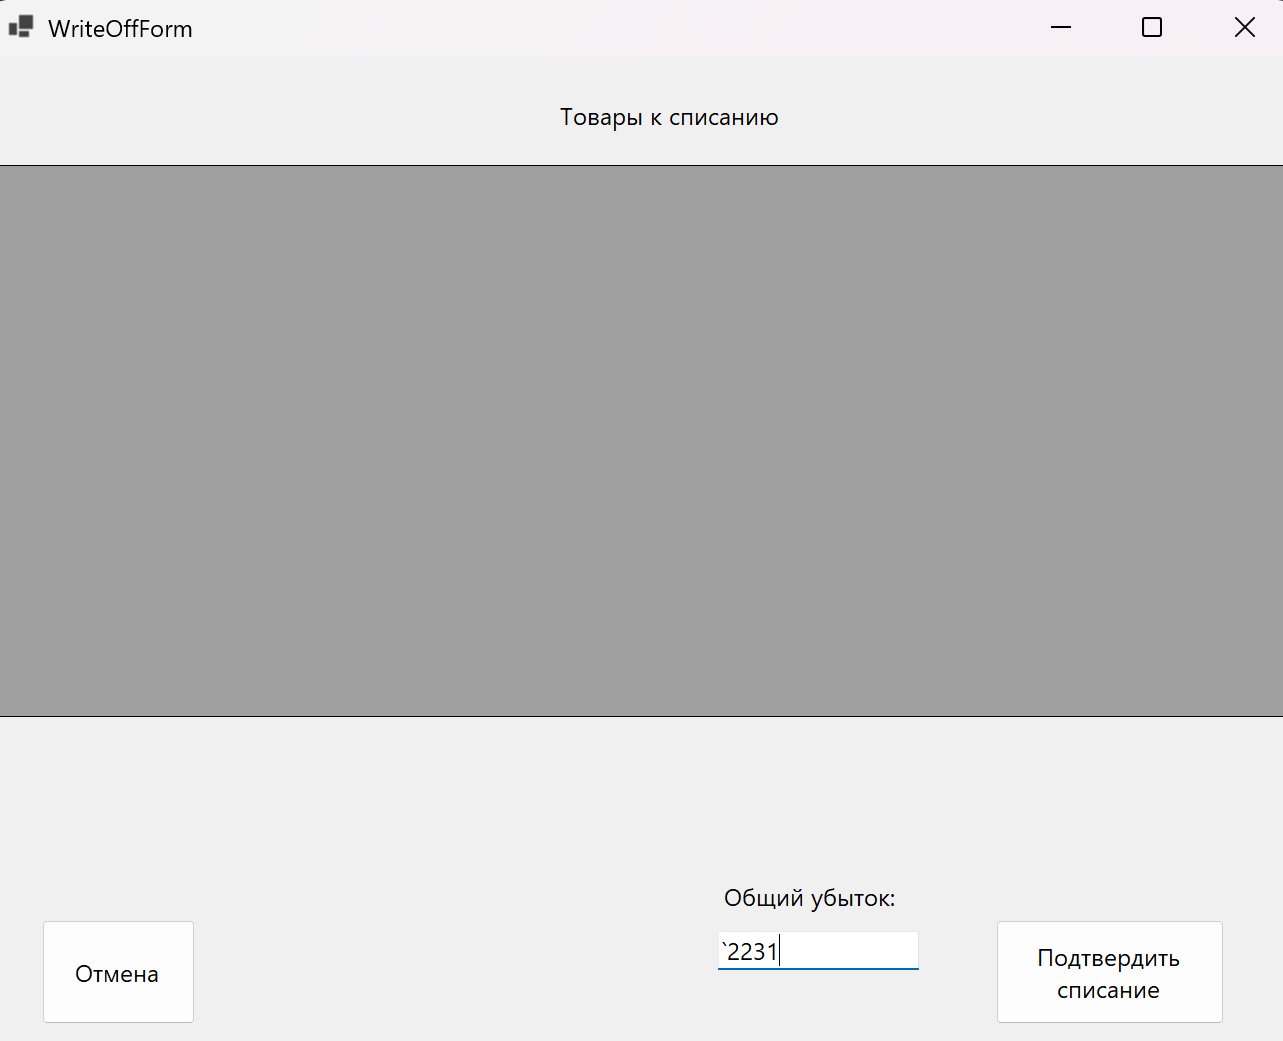 WriteOffForm
Товары к списанию
Общий убыток:
`2231
Отмена
Подтвердить
списание